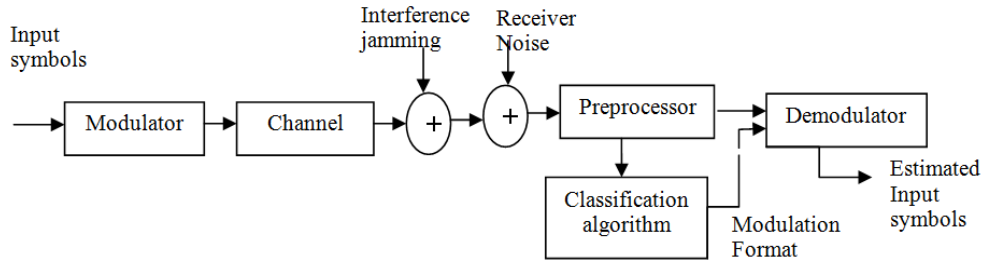 Input
symbols
Interference
jamming
Receiver
Noise
Modulator
Channel
+
+
Preprocessor
Demodulator
Classification
algorithm
Modulation
Format
Estimated
Input
symbols